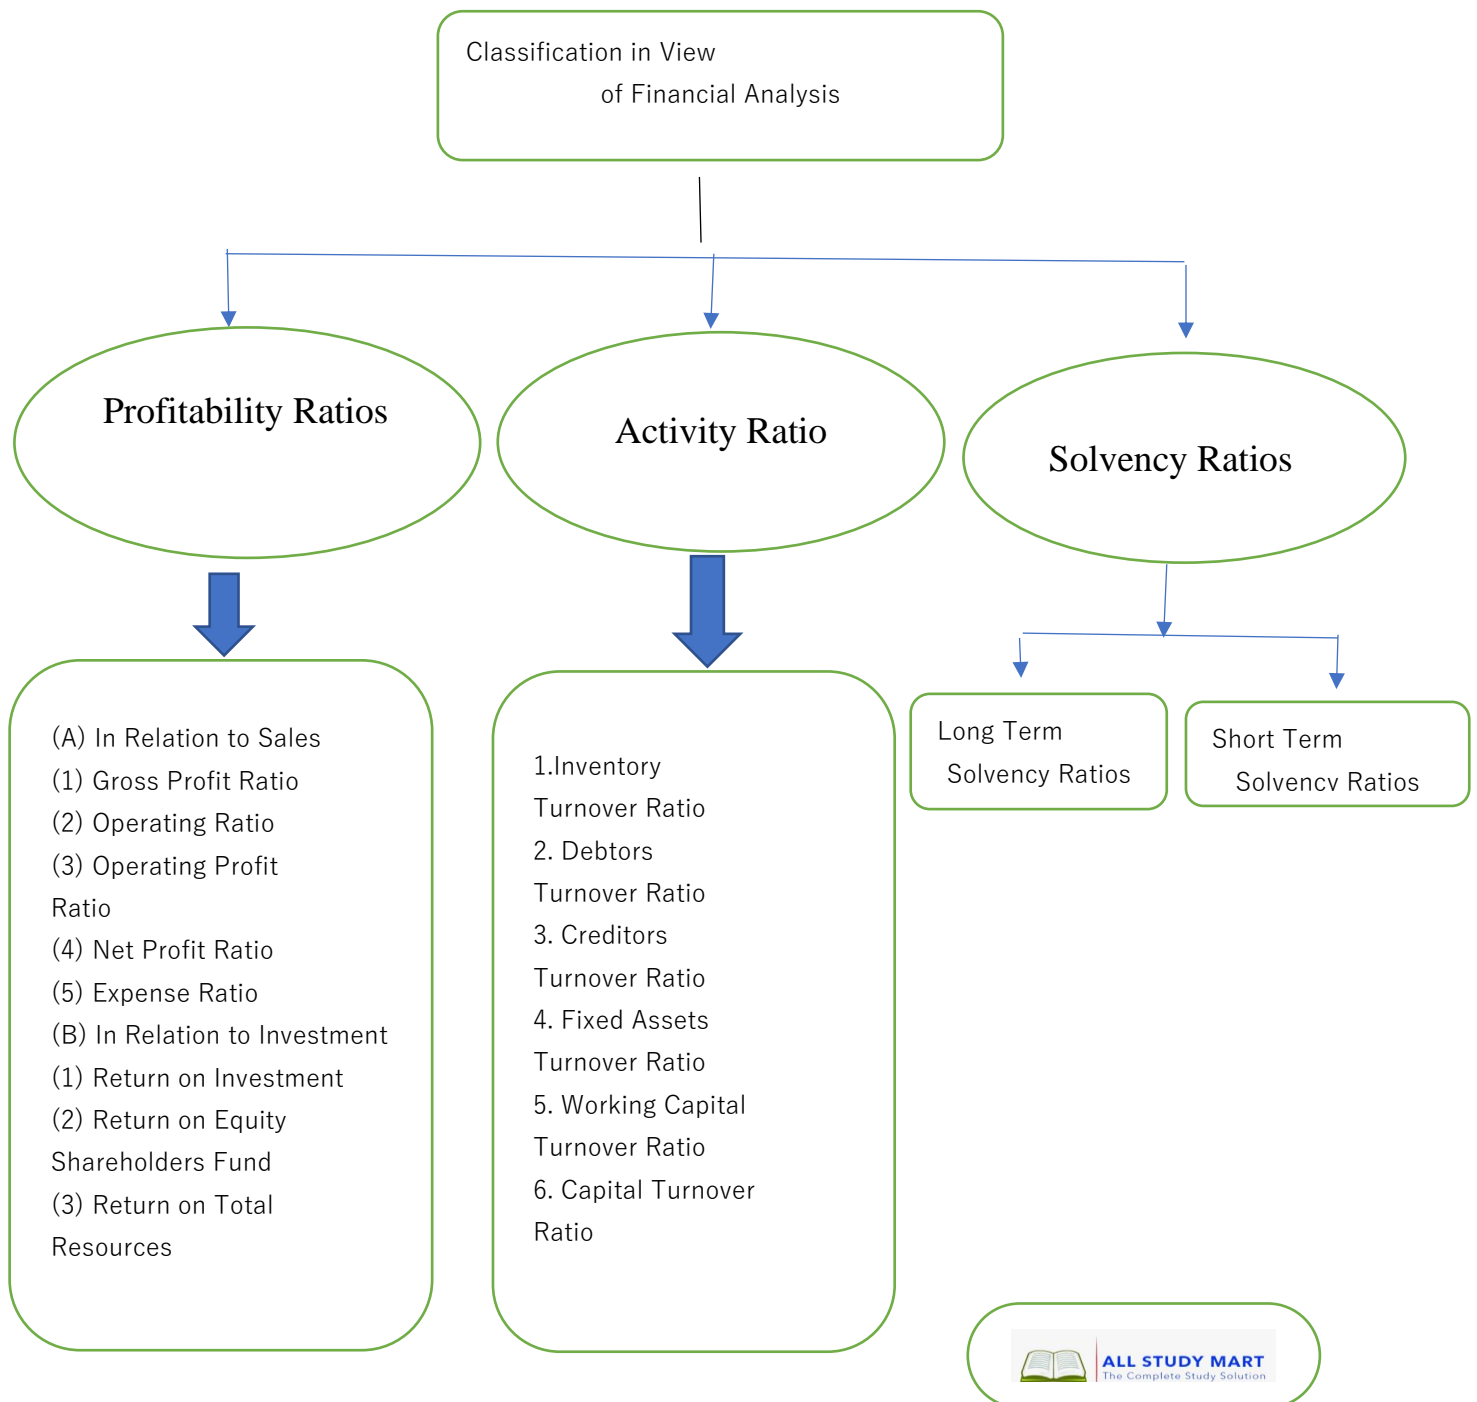 Classification in View
of Financial Analysis
Profitability Ratios
Activity Ratio
Solvency Ratios
(A) In Relation to Sales
(1) Gross Profit Ratio
(2) Operating Ratio
(3) Operating Profit
Ratio
(4) Net Profit Ratio
(5) Expense Ratio
(B) In Relation to Investment
(1) Return on Investment
(2) Return on Equity
Shareholders Fund
(3) Return on Total
Resources
1.Inventory
Turnover Ratio
2. Debtors
Turnover Ratio
3. Creditors
Turnover Ratio
4. Fixed Assets
Turnover Ratio
5. Working Capital
Turnover Ratio
6. Capital Turnover
Ratio
Long Term
Solvency Ratios
Short Term
Solvency Ratios
ALL STUDY MART
The Complete Study Solution